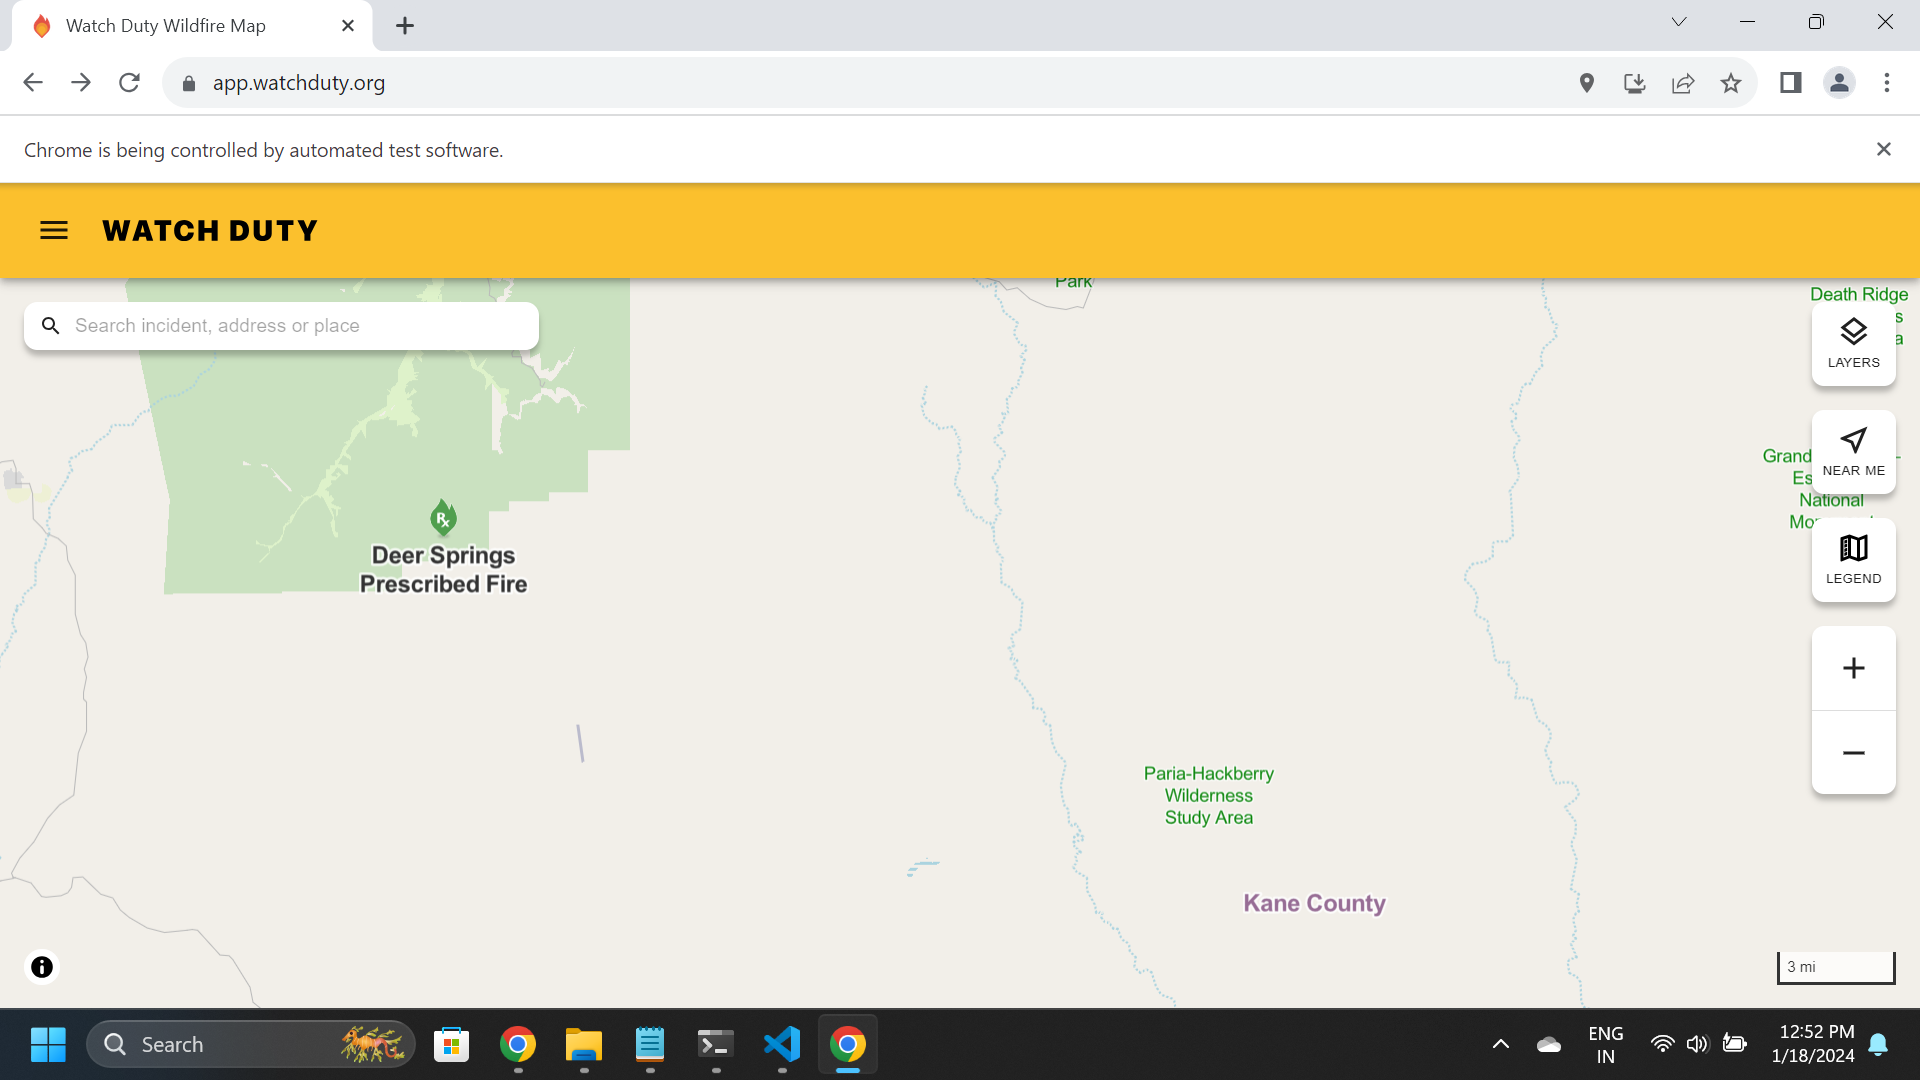 Watch Duty Wildfire Map
app.watchduty.org
Chrome is being controlled by automated test software.
WATCH DUTY
Search incident, address or place
Park
Death Ridge
s
a
LAYERS
Grand
-
Es
National
Mo
NEAR ME
LEGEND
Rx
Deer Springs
Prescribed Fire
Paria-Hackberry
Wilderness
Study Area
Kane County
3 mi
Search
ENG
IN
12:52 PM
1/18/2024